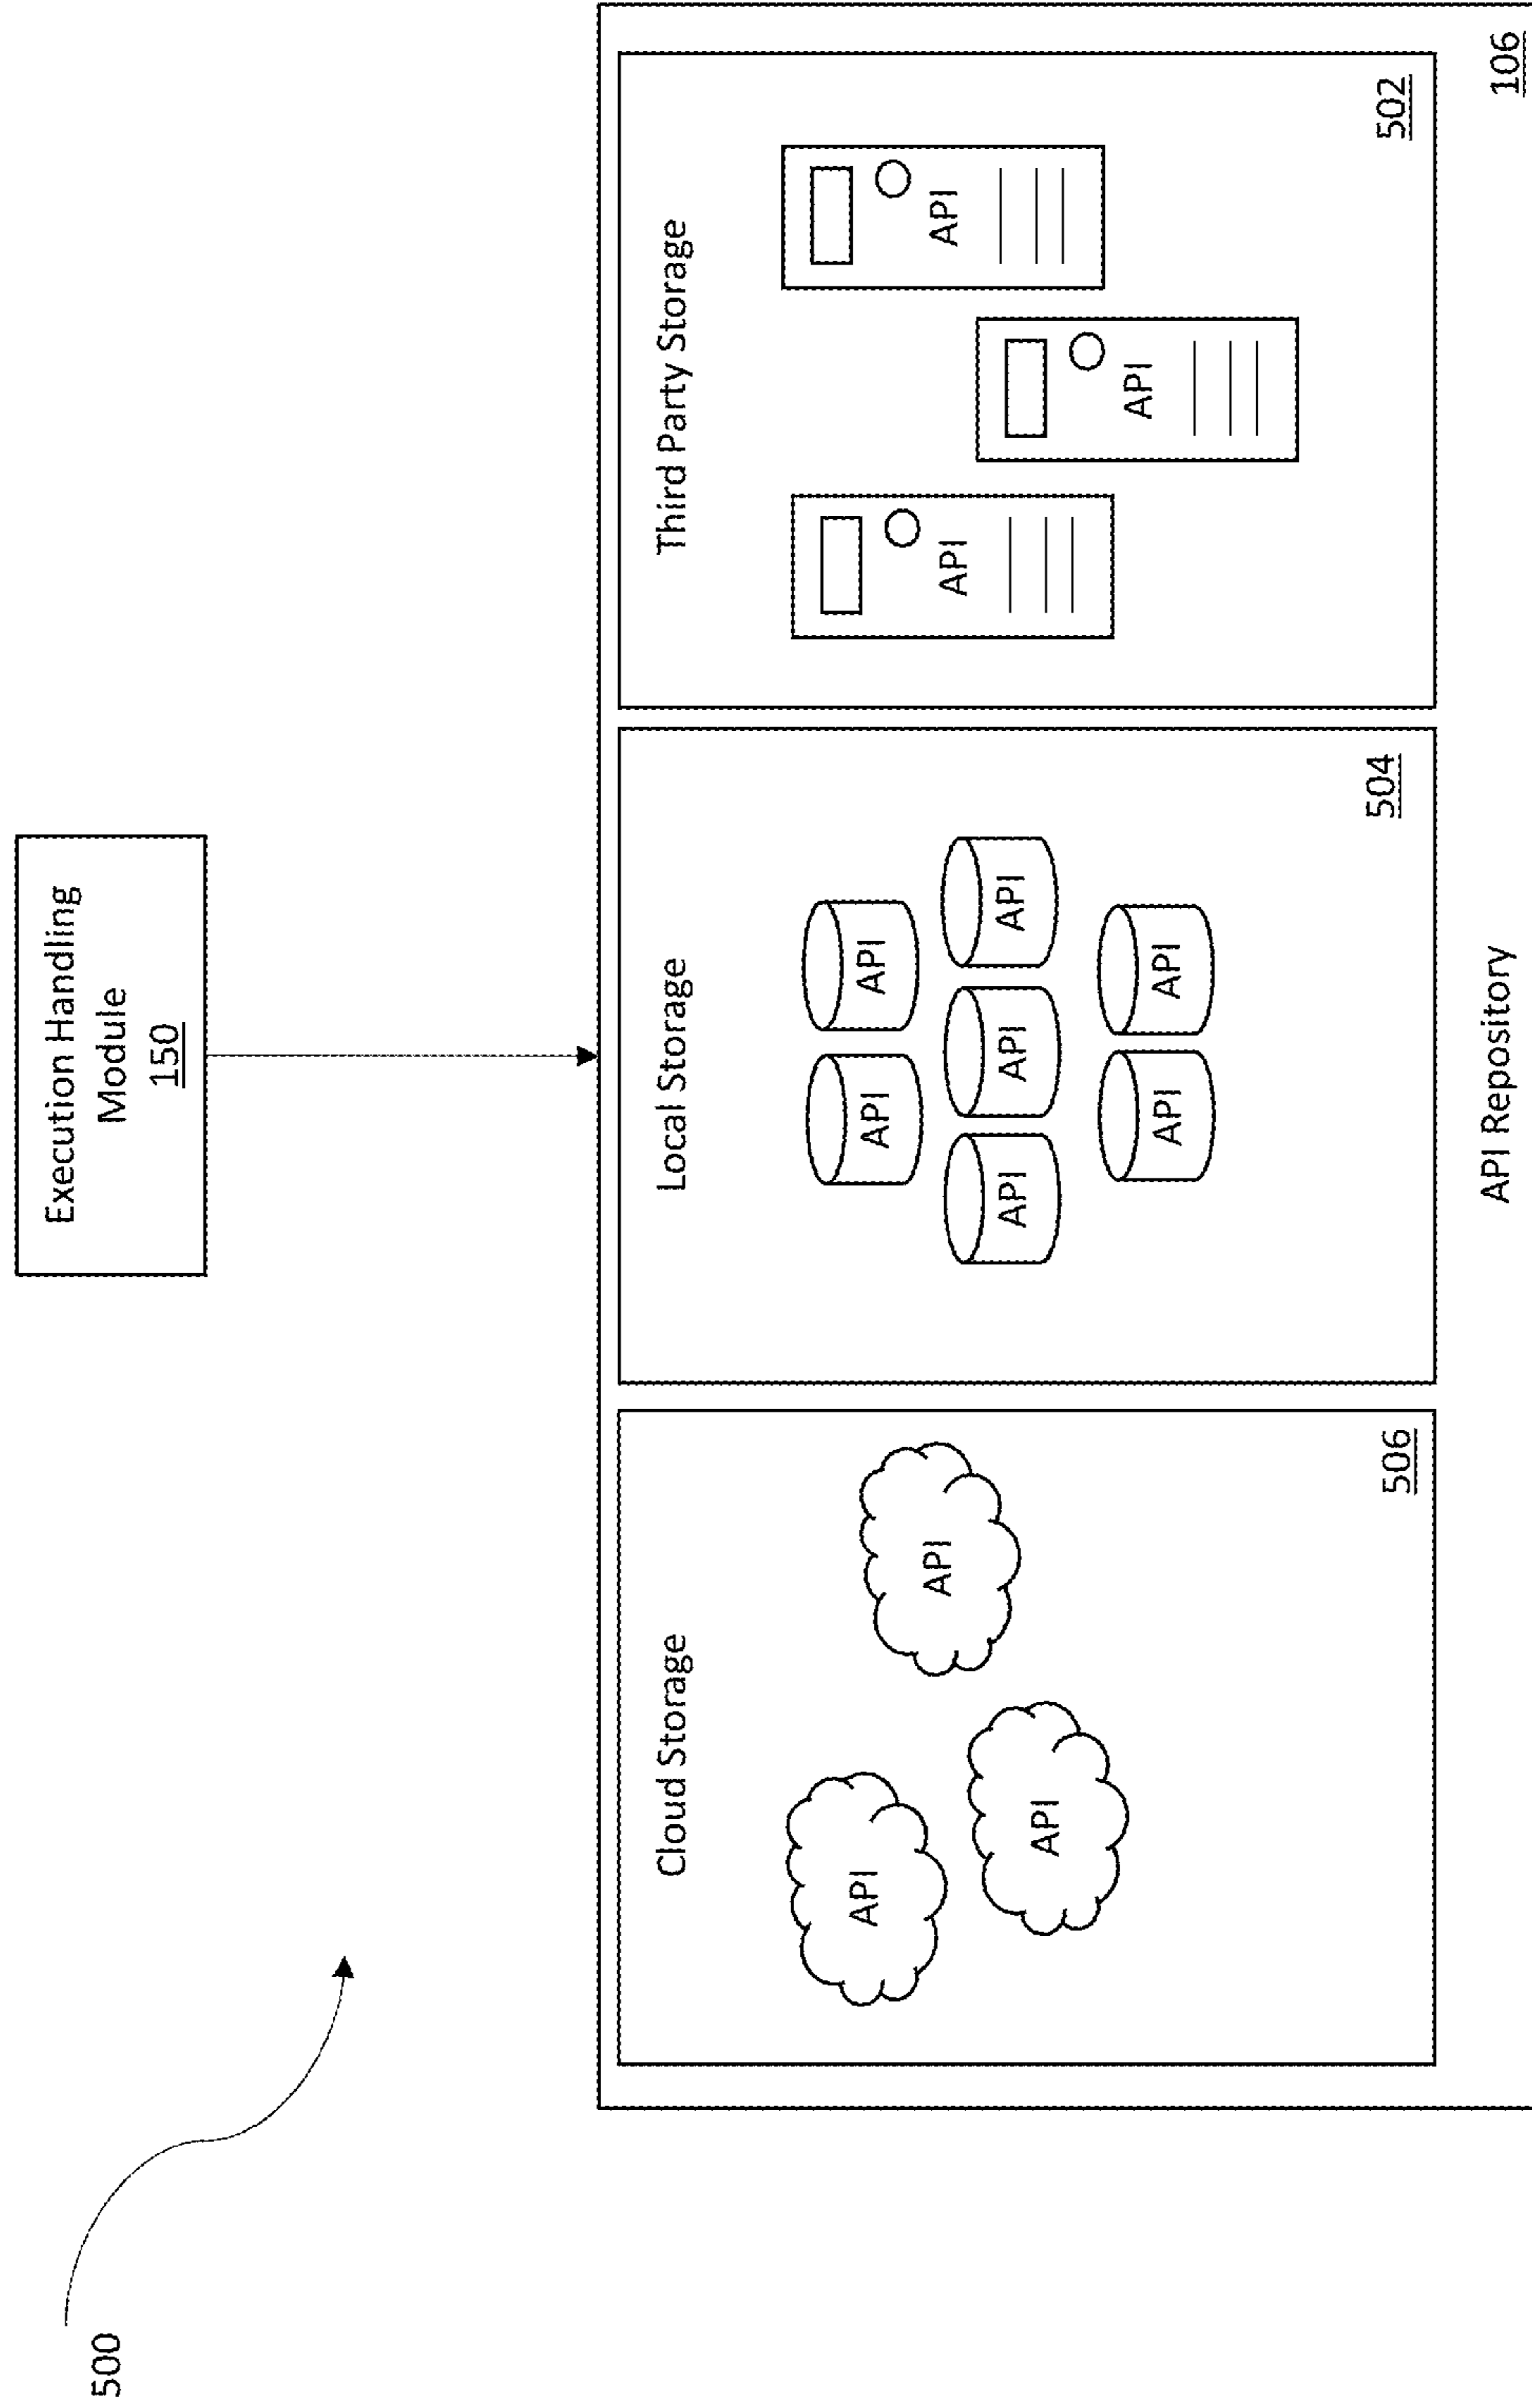 500
Execution Handling
Module
150
Cloud Storage
API
API
API
506
Local Storage
API
API
API
API
API
API
API
504
Third Party Storage
API
API
API
502
API Repository
106